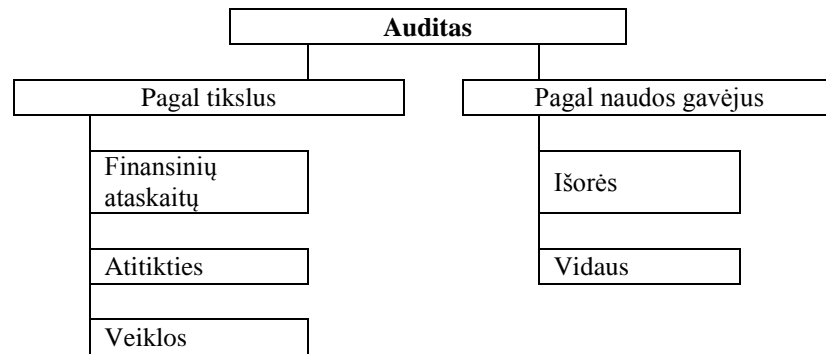 Auditas
Pagal tikslus
Pagal naudos gavėjus
Finansinių
ataskaitų
Išorės
Atitikties
Vidaus
Veiklos